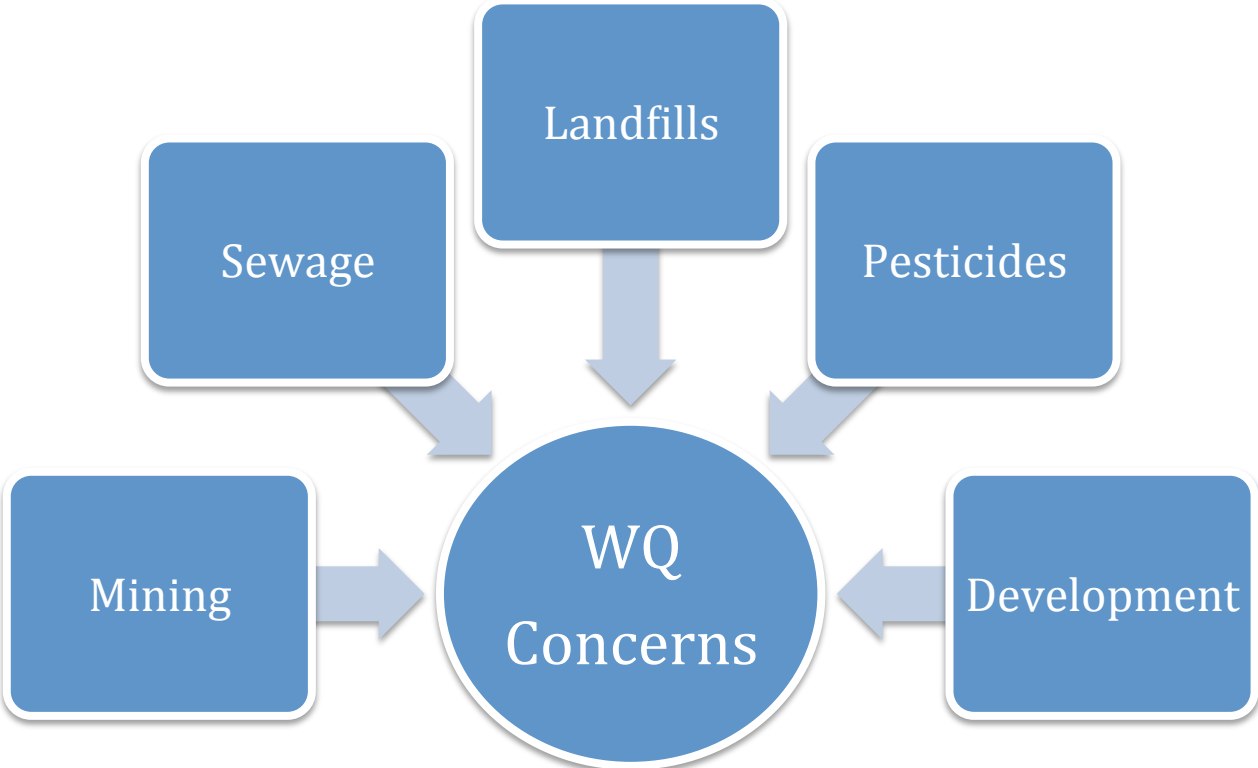 Landfills
Sewage
Pesticides
Mining
WQ
Concerns
Development